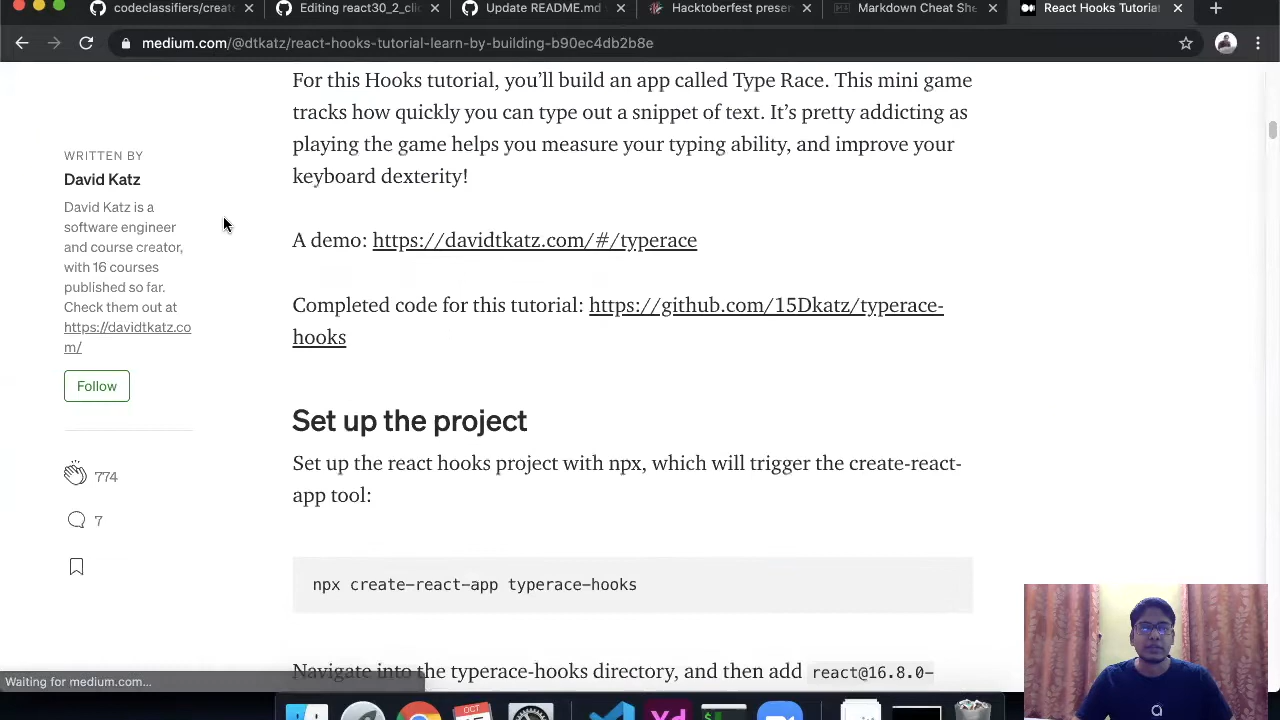 codeclassifiers/create
Editing react30_2_clic
Update README.md
Hacktoberfest presen
Markdown Cheat She
React Hooks Tutorial
medium.com/@dtkatz/react-hooks-tutorial-learn-by-building-b90ec4db2b8e
For this Hooks tutorial, you’ll build an app called Type Race. This mini game
tracks how quickly you can type out a snippet of text. It’s pretty addicting as
playing the game helps you measure your typing ability, and improve your
keyboard dexterity!
WRITTEN BY
David Katz
David Katz is a
software engineer
and course creator,
with 16 courses
published so far.
Check them out at
https://davidtkatz.co
m/
Follow
774
7
A demo: https://davidtkatz.com/#/typerace
Completed code for this tutorial: https://github.com/15Dkatz/typerace-
hooks
Set up the project
Set up the react hooks project with npx, which will trigger the create-react-
app tool:
npx create-react-app typerace-hooks
Navigate into the typerace-hooks directory, and then add react@16.8.0-
Waiting for medium.com...
OCT